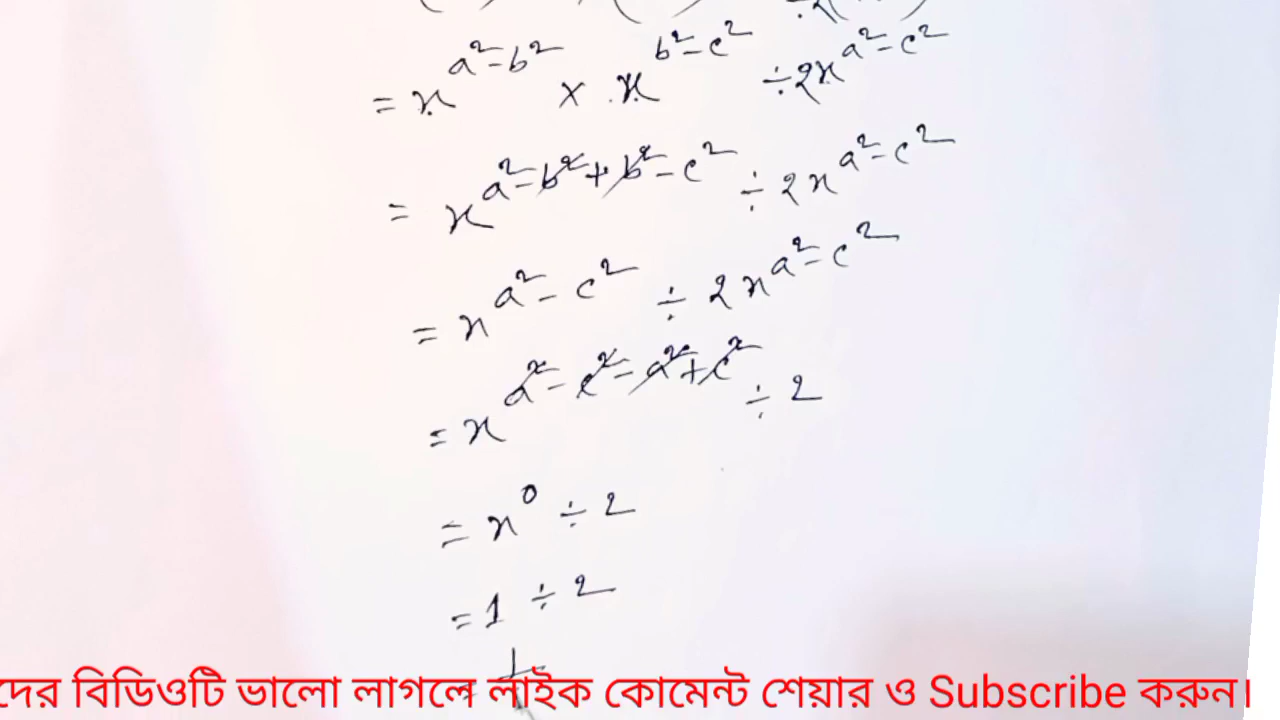 = x^{a²-b²} × x^{b²-c²} ÷ 2x^{a²-c²}
= x^{a²-b²+b²-c²} ÷ 2x^{a²-c²}
= x^{a²-c²} ÷ 2x^{a²-c²}
= x^{a²-c²-a²+c²} ÷ 2
= x⁰ ÷ 2
= 1 ÷ 2
দের বিডিওটি ভালো লাগলে লাইক কোমেন্ট শেয়ার ও Subscribe করুন।